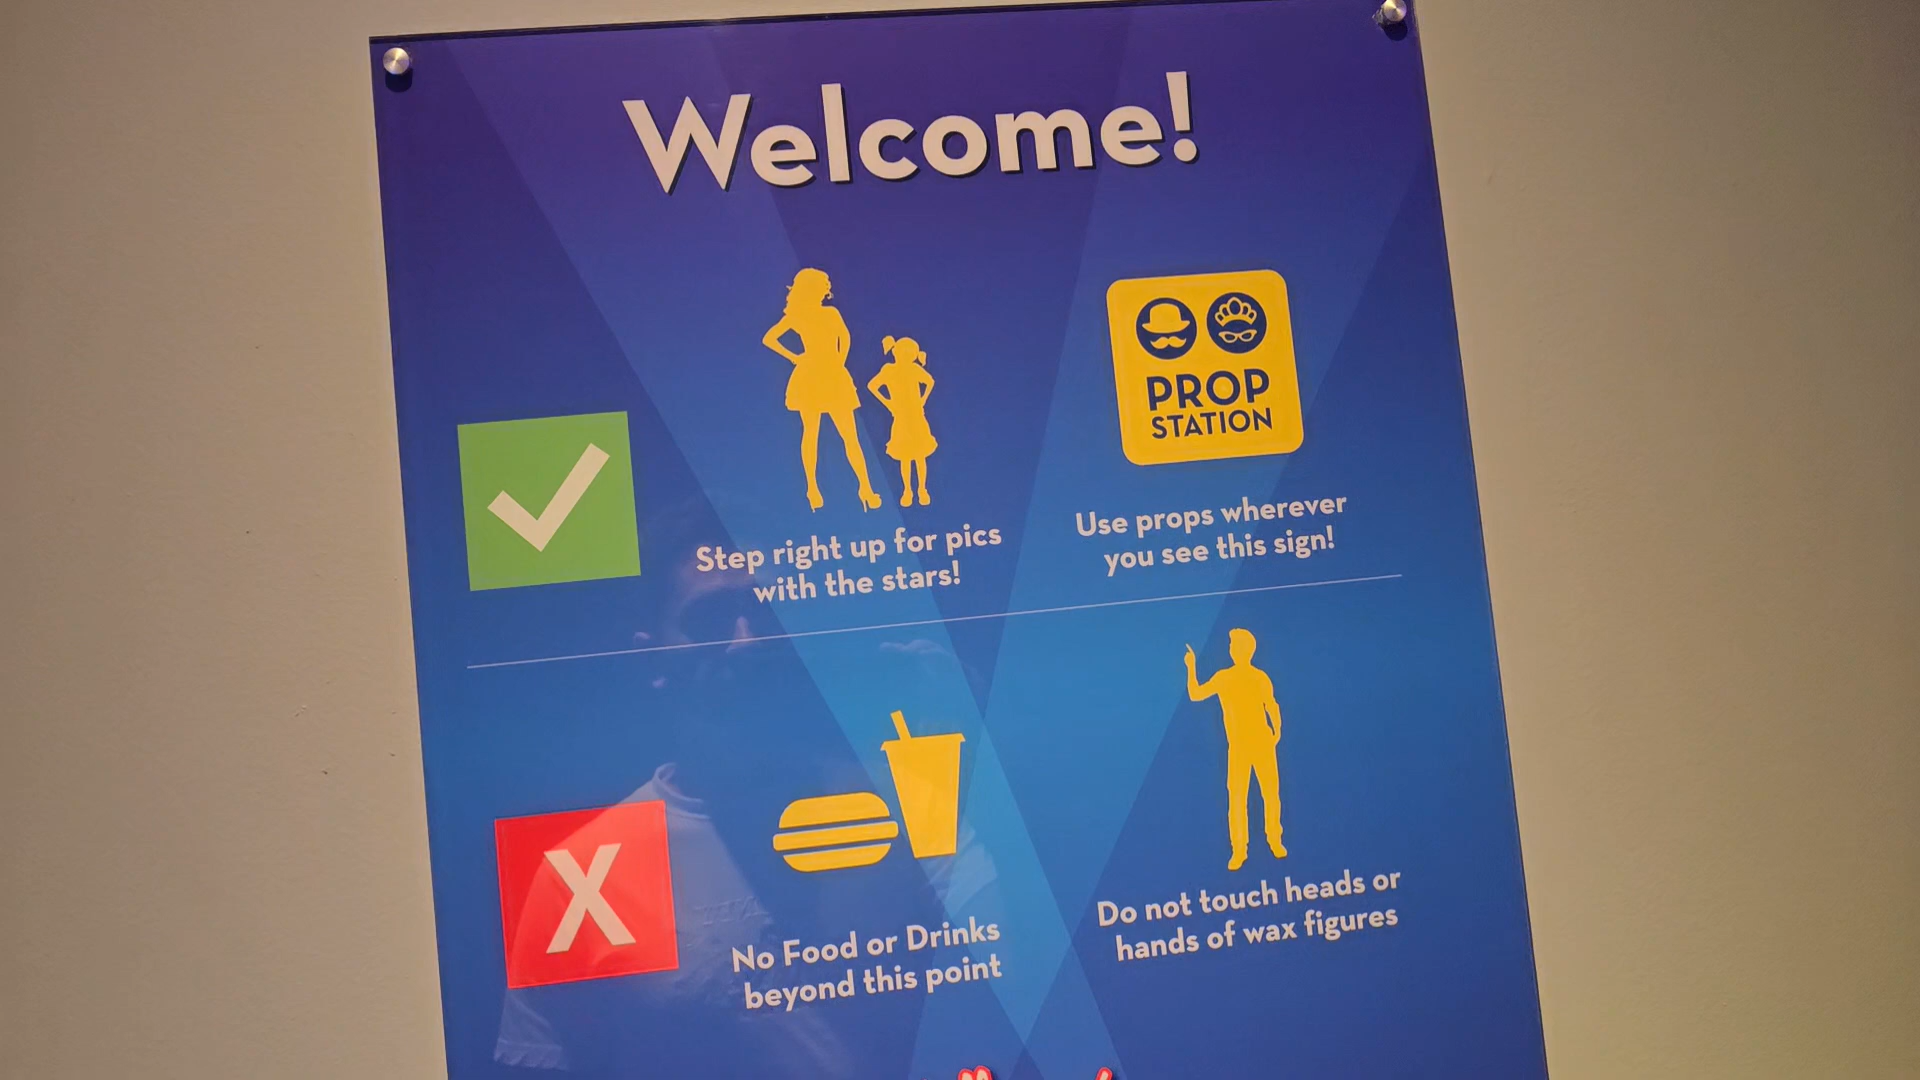 Welcome!
PROP
STATION
Step right up for pics
with the stars!
Use props wherever
you see this sign!
X
No Food or Drinks
beyond this point
Do not touch heads or
hands of wax figures